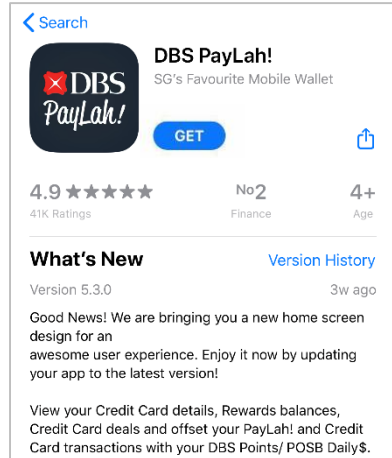 Search
DBS PayLah!
SG's Favourite Mobile Wallet
DBS
PayLah!
GET
4.9
No2
4+
41K Ratings
Finance
Age
What's New
Version History
Version 5.3.0
3w ago
Good News! We are bringing you a new home screen
design for an
awesome user experience. Enjoy it now by updating
your app to the latest version!
View your Credit Card details, Rewards balances,
Credit Card deals and offset your PayLah! and Credit
Card transactions with your DBS Points/ POSB Daily$.